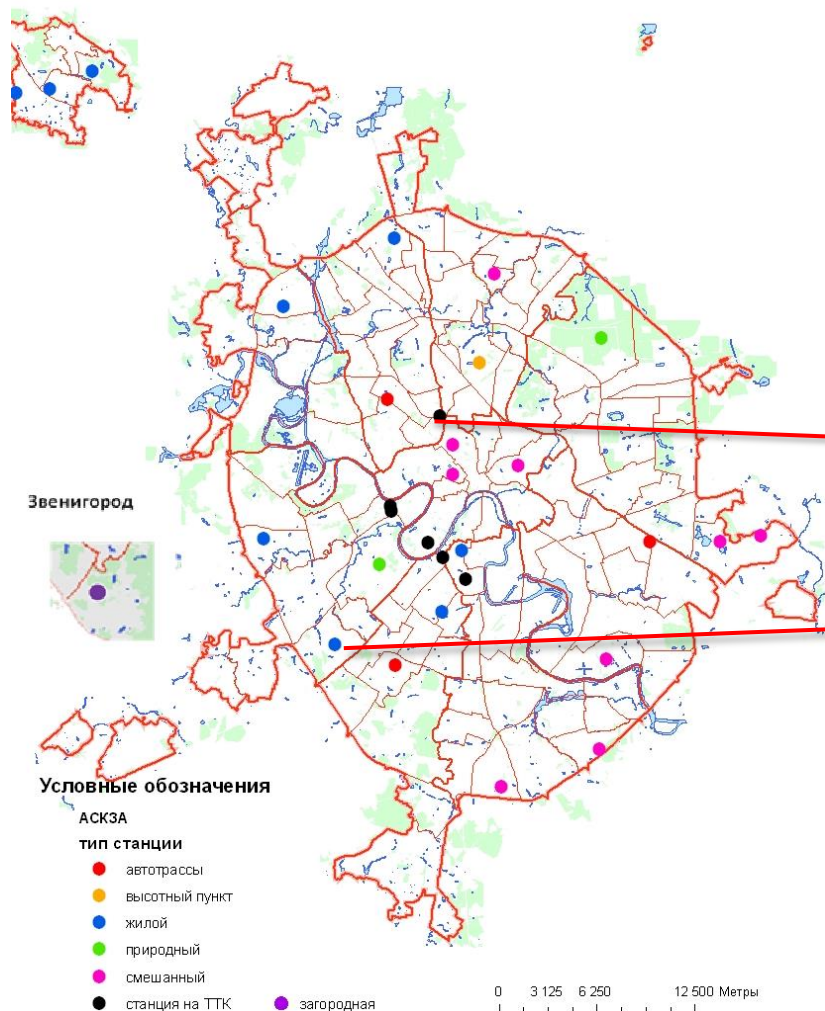 Звенигород
Условные обозначения
АСКЗА
тип станции
автотрассы
высотный пункт
жилой
природный
смешанный
станция на ТТК загородная
0 3 125 6 250 12 500 Метры